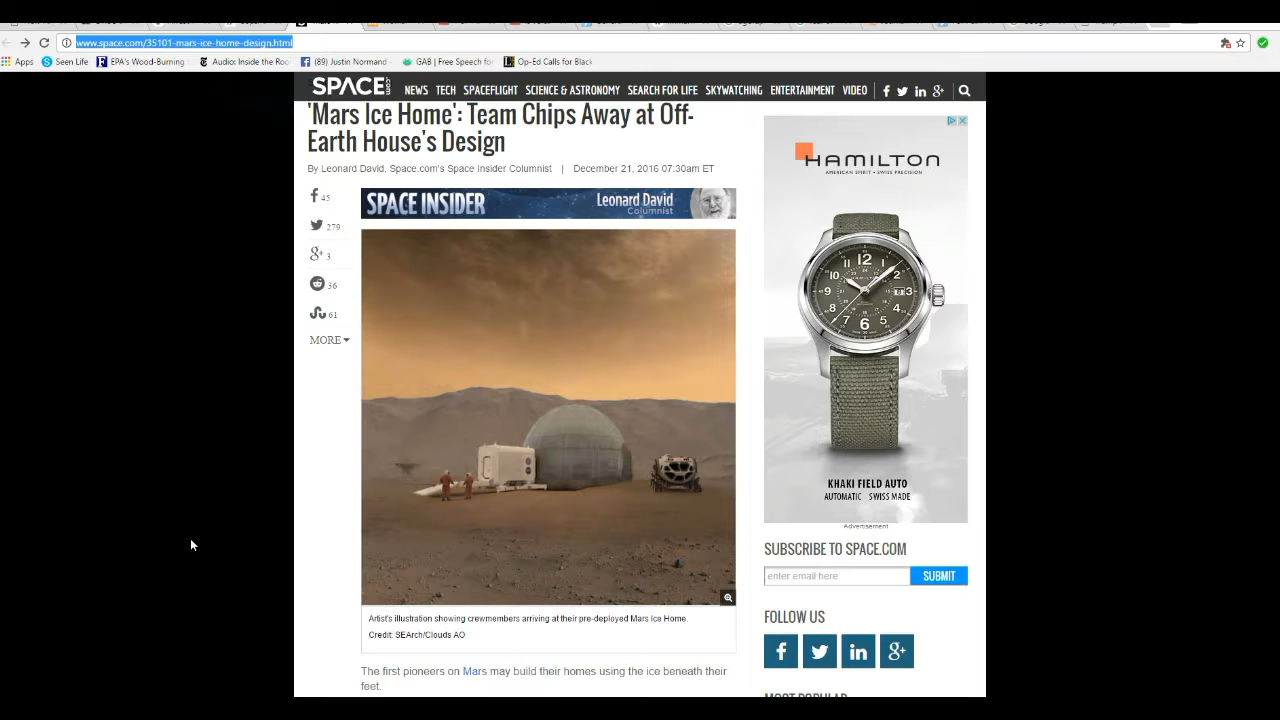 www.space.com/35101-mars-ice-home-design.html
Apps Seen Life EPA's Wood-Burning Audio: Inside the Roo (89) Justin Normand GAB | Free Speech fo Op-Ed Calls for Black
SPACE.com NEWS TECH SPACEFLIGHT SCIENCE & ASTRONOMY SEARCH FOR LIFE SKYWATCHING ENTERTAINMENT VIDEO
'Mars Ice Home': Team Chips Away at Off-
Earth House's Design
By Leonard David, Space.com's Space Insider Columnist | December 21, 2016 07:30am ET
45
279
3
36
61
MORE
SPACE INSIDER Leonard David
Columnist
Artist's illustration showing crewmembers arriving at their pre-deployed Mars Ice Home.
Credit: SEArch/Clouds AO
The first pioneers on Mars may build their homes using the ice beneath their
feet.
HAMILTON
AMERICAN SPIRIT • SWISS PRECISION
KHAKI FIELD AUTO
AUTOMATIC SWISS MADE
Advertisement
SUBSCRIBE TO SPACE.COM
enter email here SUBMIT
FOLLOW US
MOST POPULAR